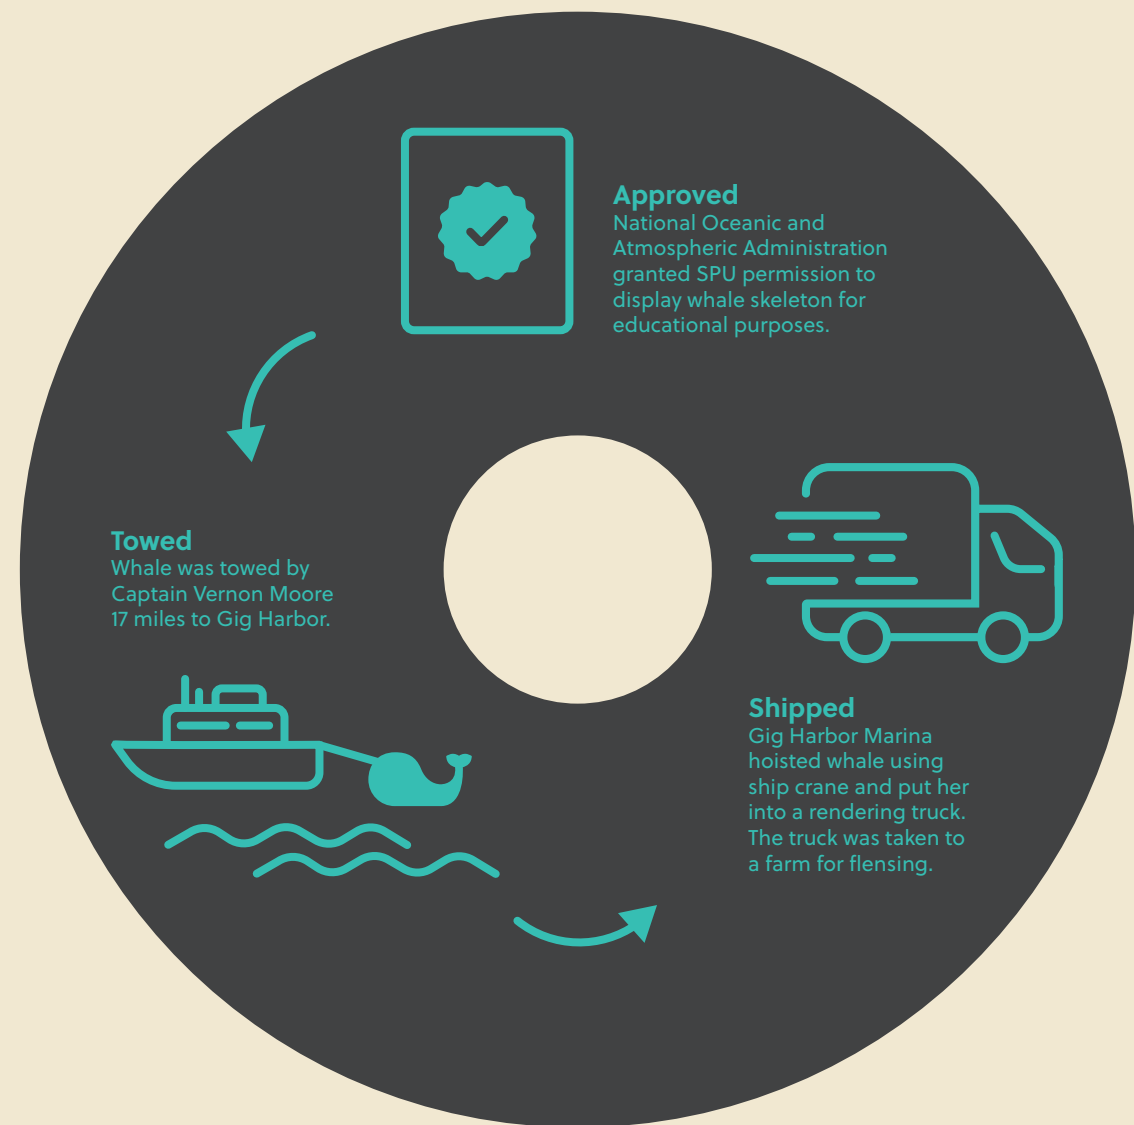 Approved
National Oceanic and
Atmospheric Administration
granted SPU permission to
display whale skeleton for
educational purposes.
Towed
Whale was towed by
Captain Vernon Moore
17 miles to Gig Harbor.
Shipped
Gig Harbor Marina
hoisted whale using
ship crane and put her
into a rendering truck.
The truck was taken to
a farm for flensing.